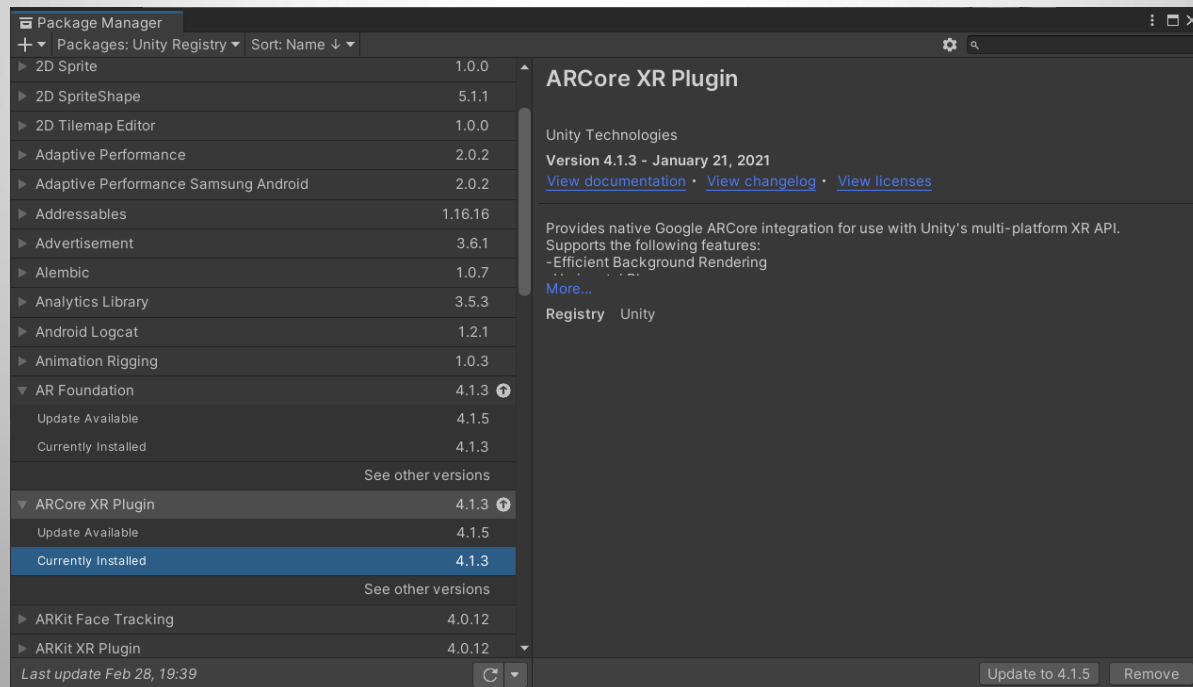 Package Manager
Packages: Unity Registry Sort: Name ↓
2D Sprite 1.0.0
2D SpriteShape 5.1.1
2D Tilemap Editor 1.0.0
Adaptive Performance 2.0.2
Adaptive Performance Samsung Android 2.0.2
Addressables 1.16.16
Advertisement 3.6.1
Alembic 1.0.7
Analytics Library 3.5.3
Android Logcat 1.2.1
Animation Rigging 1.0.3
AR Foundation 4.1.3
Update Available 4.1.5
Currently Installed 4.1.3
See other versions
ARCore XR Plugin 4.1.3
Update Available 4.1.5
Currently Installed 4.1.3
See other versions
ARKit Face Tracking 4.0.12
ARKit XR Plugin 4.0.12
Last update Feb 28, 19:39
ARCore XR Plugin
Unity Technologies
Version 4.1.3 - January 21, 2021
View documentation • View changelog • View licenses
Provides native Google ARCore integration for use with Unity's multi-platform XR API.
Supports the following features:
-Efficient Background Rendering
More...
Registry Unity
Update to 4.1.5 Remove